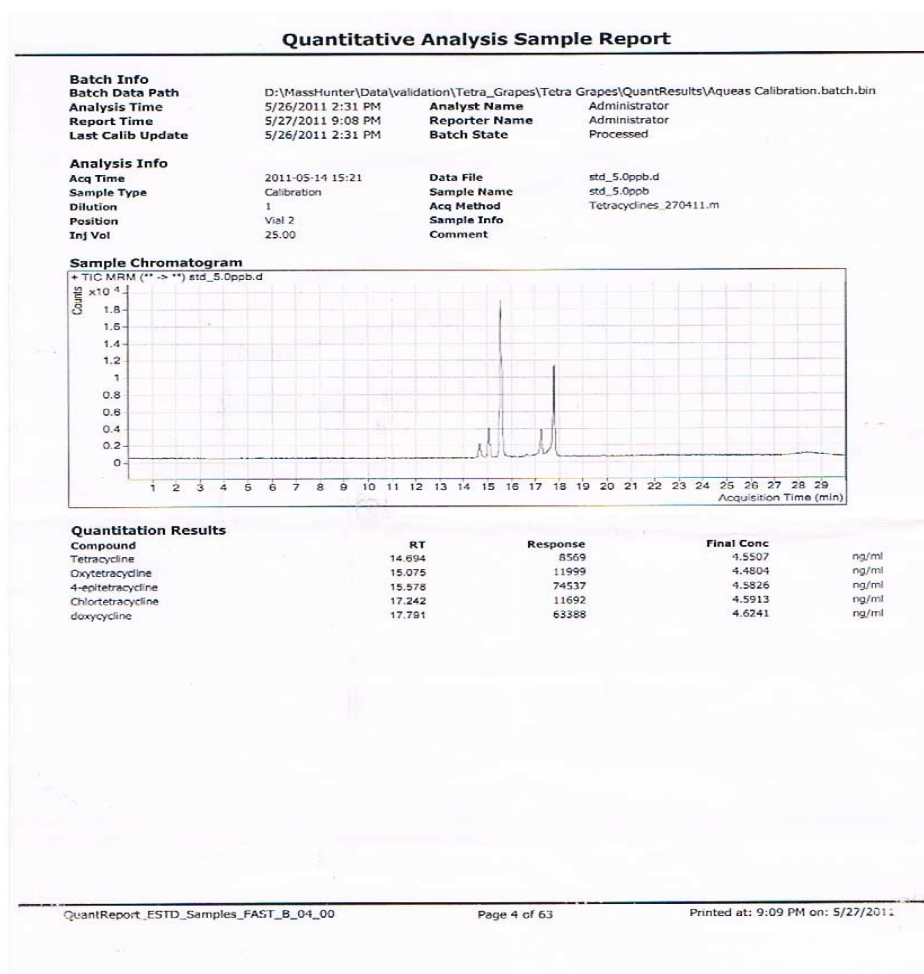 Quantitative Analysis Sample Report
Batch Info
Batch Data Path D:\MassHunter\Data\validation\Tetra_Grapes\Tetra Grapes\QuantResults\Aqueas Calibration.batch.bin
Analysis Time 5/26/2011 2:31 PM Analyst Name Administrator
Report Time 5/27/2011 9:08 PM Reporter Name Administrator
Last Calib Update 5/26/2011 2:31 PM Batch State Processed
Analysis Info
Acq Time 2011-05-14 15:21 Data File std_5.0ppb.d
Sample Type Calibration Sample Name std_5.0ppb
Dilution 1 Acq Method Tetracyclines_270411.m
Position Vial 2 Sample Info
Inj Vol 25.00 Comment
Sample Chromatogram
+ TIC MRM (** -> **) std_5.0ppb.d
Counts
x10 4
1.8
1.6
1.4
1.2
1
0.8
0.6
0.4
0.2
0
1 2 3 4 5 6 7 8 9 10 11 12 13 14 15 16 17 18 19 20 21 22 23 24 25 26 27 28 29
Acquisition Time (min)
Quantitation Results
Compound RT Response Final Conc
Tetracycline 14.694 8569 4.5507 ng/ml
Oxytetracycline 15.075 11999 4.4804 ng/ml
4-epitetracycline 15.578 74537 4.5826 ng/ml
Chlortetracycline 17.242 11692 4.5913 ng/ml
doxycycline 17.791 63388 4.6241 ng/ml
QuantReport_ESTD_Samples_FAST_B_04_00 Page 4 of 63 Printed at: 9:09 PM on: 5/27/2011